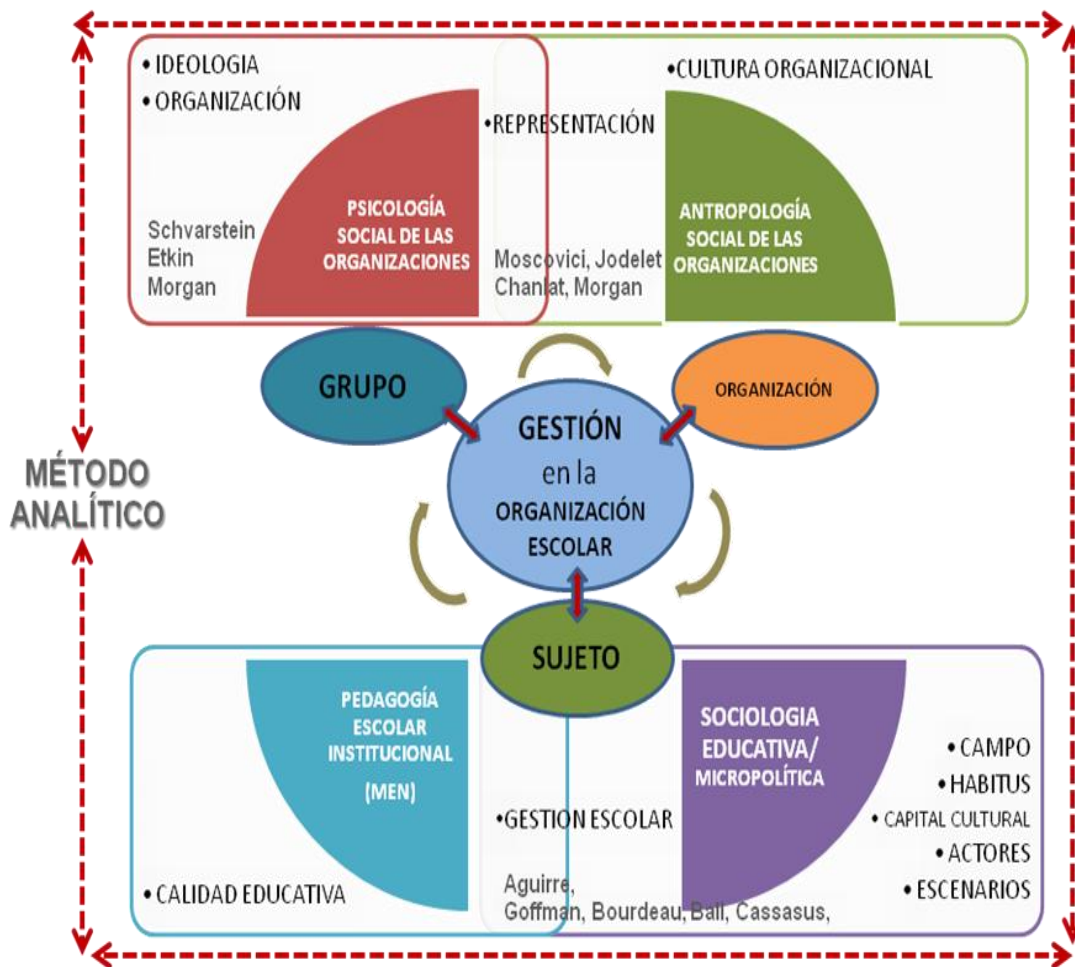 • IDEOLOGIA
• ORGANIZACIÓN
•CULTURA ORGANIZACIONAL
•REPRESENTACIÓN
PSICOLOGÍA
SOCIAL DE LAS
ORGANIZACIONES
ANTROPOLOGÍA
SOCIAL DE LAS
ORGANIZACIONES
Schvarstein
Etkin
Morgan
Moscovici, Jodelet
Chanlat, Morgan
GRUPO
ORGANIZACIÓN
GESTIÓN
en la
ORGANIZACIÓN
ESCOLAR
MÉTODO
ANALÍTICO
SUJETO
PEDAGOGÍA
ESCOLAR
INSTITUCIONAL
(MEN)
SOCIOLOGIA
EDUCATIVA/
MICROPOLÍTICA
• CAMPO
• HABITUS
• CAPITAL CULTURAL
• ACTORES
• ESCENARIOS
•GESTION ESCOLAR
• CALIDAD EDUCATIVA
Aguirre,
Goffman, Bourdeau, Ball, Cassasus,